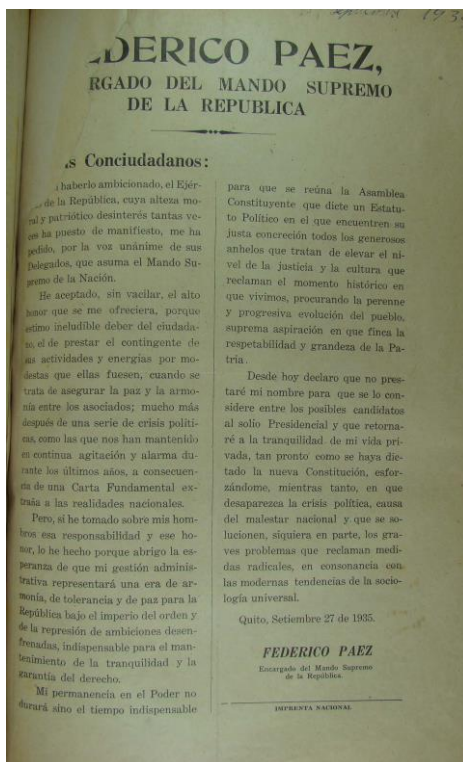 DERICO PAEZ,
RGADO DEL MANDO SUPREMO
DE LA REPUBLICA
s Conciudadanos:
haberlo ambicionado, el Ejér-
de la República, cuya alteza mo-
ral y patriótico desinterés tantas ve-
ces ha puesto de manifiesto, me ha
pedido, por la voz unánime de sus
Delegados, que asuma el Mando Su-
premo de la Nación.
He aceptado, sin vacilar, el alto
honor que se me ofreciera, porque
estimo ineludible deber del ciudada-
no, el de prestar el contingente de
sus actividades y energías por mo-
destas que ellas fuesen, cuando se
trata de asegurar la paz y la armo-
nía entre los asociados; mucho más
después de una serie de crisis políti-
cas, como las que nos han mantenido
en continua agitación y alarma du-
rante los últimos años, a consecuen-
cia de una Carta Fundamental ex-
traña a las realidades nacionales.
Pero, si he tomado sobre mis hom-
bros esa responsabilidad y ese ho-
nor, lo he hecho porque abrigo la es-
peranza de que mi gestión adminis-
trativa representará una era de ar-
monía, de tolerancia y de paz para la
República bajo el imperio del orden y
de la represión de ambiciones desen-
frenadas, indispensable para el man-
tenimiento de la tranquilidad y la
garantía del derecho.
Mi permanencia en el Poder no
durará sino el tiempo indispensable
para que se reúna la Asamblea
Constituyente que dicte un Estatu-
to Político en el que encuentren su
justa concreción todos los generosos
anhelos que tratan de elevar el ni-
vel de la justicia y la cultura que
reclaman el momento histórico en
que vivimos, procurando la perenne
y progresiva evolución del pueblo,
suprema aspiración en que finca la
respetabilidad y grandeza de la Pa-
tria.
Desde hoy declaro que no pres-
taré mi nombre para que se lo con-
sidere entre los posibles candidatos
al solio Presidencial y que retorna-
ré a la tranquilidad de mi vida pri-
vada, tan pronto como se haya dic-
tado la nueva Constitución, esfor-
zándome, mientras tanto, en que
desaparezca la crisis política, causa
del malestar nacional y que se so-
lucionen, siquiera en parte, los gra-
ves problemas que reclaman medi-
das radicales, en consonancia con
las modernas tendencias de la socio-
logía universal.
Quito, Setiembre 27 de 1935.
FEDERICO PAEZ
Encargado del Mando Supremo
de la República.
IMPRENTA NACIONAL